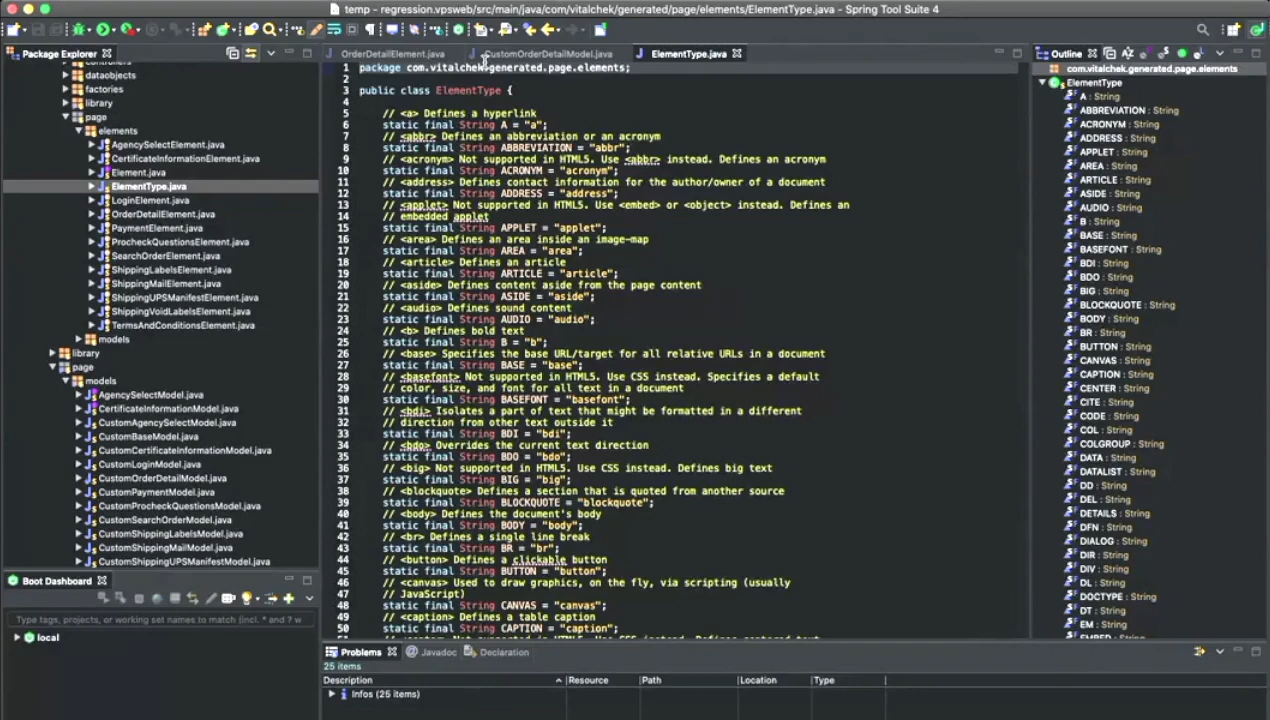 temp - regression.vpsweb/src/main/java/com/vitalchek/generated/page/elements/ElementType.java - Spring Tool Suite 4
Package Explorer
dataobjects
factories
library
page
elements
AgencySelectElement.java
CertificateInformationElement.java
Element.java
ElementType.java
LoginElement.java
OrderDetailElement.java
PaymentElement.java
ProcheckQuestionsElement.java
SearchOrderElement.java
ShippingLabelsElement.java
ShippingMailElement.java
ShippingUPSManifestElement.java
ShippingVoidLabelsElement.java
TermsAndConditionsElement.java
models
library
page
models
AgencySelectModel.java
CertificateInformationModel.java
CustomAgencySelectModel.java
CustomBaseModel.java
CustomCertificateInformationModel.java
CustomLoginModel.java
CustomOrderDetailModel.java
CustomPaymentModel.java
CustomProcheckQuestionsModel.java
CustomSearchOrderModel.java
CustomShippingLabelsModel.java
CustomShippingMailModel.java
CustomShippingUPSManifestModel.java
Boot Dashboard
Type tags, projects, or working set names to match (incl. * and ? w
local
OrderDetailElement.java CustomOrderDetailModel.java ElementType.java
1 package com.vitalchek.generated.page.elements;
2
3 public class ElementType {
4
5 // <a> Defines a hyperlink
6 static final String A = "a";
7 // <abbr> Defines an abbreviation or an acronym
8 static final String ABBREVIATION = "abbr";
9 // <acronym> Not supported in HTML5. Use <abbr> instead. Defines an acronym
10 static final String ACRONYM = "acronym";
11 // <address> Defines contact information for the author/owner of a document
12 static final String ADDRESS = "address";
13 // <applet> Not supported in HTML5. Use <embed> or <object> instead. Defines an
14 // embedded applet
15 static final String APPLET = "applet";
16 // <area> Defines an area inside an image-map
17 static final String AREA = "area";
18 // <article> Defines an article
19 static final String ARTICLE = "article";
20 // <aside> Defines content aside from the page content
21 static final String ASIDE = "aside";
22 // <audio> Defines sound content
23 static final String AUDIO = "audio";
24 // <b> Defines bold text
25 static final String B = "b";
26 // <base> Specifies the base URL/target for all relative URLs in a document
27 static final String BASE = "base";
28 // <basefont> Not supported in HTML5. Use CSS instead. Specifies a default
29 // color, size, and font for all text in a document
30 static final String BASEFONT = "basefont";
31 // <bdi> Isolates a part of text that might be formatted in a different
32 // direction from other text outside it
33 static final String BDI = "bdi";
34 // <bdo> Overrides the current text direction
35 static final String BDO = "bdo";
36 // <big> Not supported in HTML5. Use CSS instead. Defines big text
37 static final String BIG = "big";
38 // <blockquote> Defines a section that is quoted from another source
39 static final String BLOCKQUOTE = "blockquote";
40 // <body> Defines the document's body
41 static final String BODY = "body";
42 // <br> Defines a single line break
43 static final String BR = "br";
44 // <button> Defines a clickable button
45 static final String BUTTON = "button";
46 // <canvas> Used to draw graphics, on the fly, via scripting (usually
47 // JavaScript)
48 static final String CANVAS = "canvas";
49 // <caption> Defines a table caption
50 static final String CAPTION = "caption";
Outline
com.vitalchek.generated.page.elements
ElementType
A : String
ABBREVIATION : String
ACRONYM : String
ADDRESS : String
APPLET : String
AREA : String
ARTICLE : String
ASIDE : String
AUDIO : String
B : String
BASE : String
BASEFONT : String
BDI : String
BDO : String
BIG : String
BLOCKQUOTE : String
BODY : String
BR : String
BUTTON : String
CANVAS : String
CAPTION : String
CENTER : String
CITE : String
CODE : String
COL : String
COLGROUP : String
DATA : String
DATALIST : String
DD : String
DEL : String
DETAILS : String
DFN : String
DIALOG : String
DIR : String
DIV : String
DL : String
DOCTYPE : String
DT : String
EM : String
EMBED : String
Problems Javadoc Declaration
25 items
Description Resource Path Location Type
Infos (25 items)